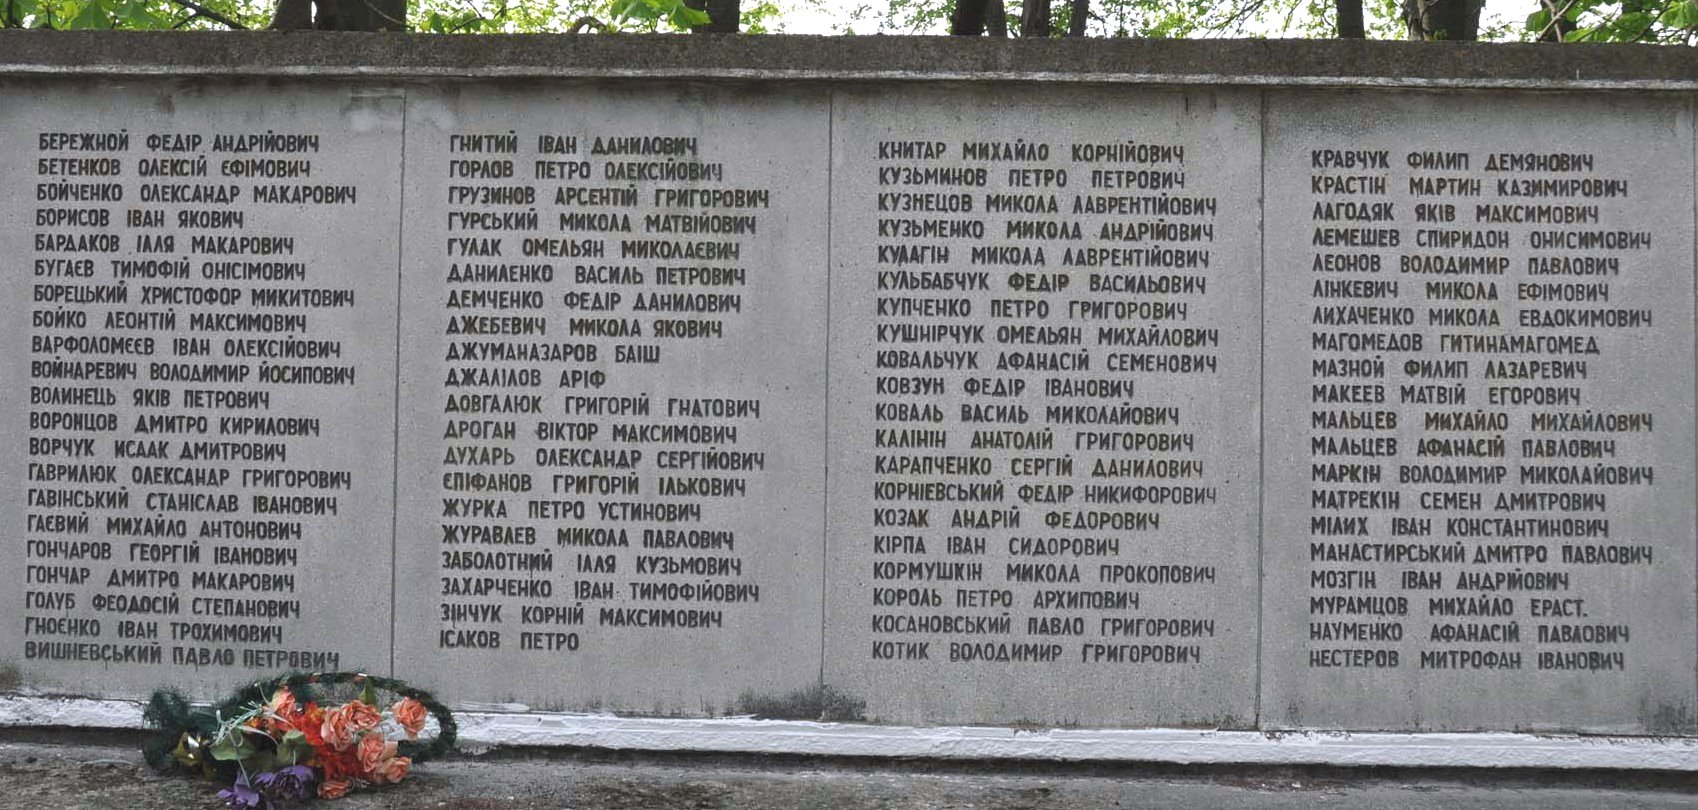 БЕРЕЖНОЙ ФЕДІР АНДРІЙОВИЧ
БЕТЕНКОВ ОЛЕКСІЙ ЄФІМОВИЧ
БОЙЧЕНКО ОЛЕКСАНДР МАКАРОВИЧ
БОРИСОВ ІВАН ЯКОВИЧ
БАРДАКОВ ІЛЛЯ МАКАРОВИЧ
БУГАЄВ ТИМОФІЙ ОНІСІМОВИЧ
БОРЕЦЬКИЙ ХРИСТОФОР МИКИТОВИЧ
БОЙКО ЛЕОНТІЙ МАКСИМОВИЧ
ВАРФОЛОМЄЄВ ІВАН ОЛЕКСІЙОВИЧ
ВОЙНАРЕВИЧ ВОЛОДИМИР ЙОСИПОВИЧ
ВОЛИНЕЦЬ ЯКІВ ПЕТРОВИЧ
ВОРОНЦОВ ДМИТРО КИРИЛОВИЧ
ВОРЧУК ИСААК ДМИТРОВИЧ
ГАВРИЛЮК ОЛЕКСАНДР ГРИГОРОВИЧ
ГАВІНСЬКИЙ СТАНІСЛАВ ІВАНОВИЧ
ГАЄВИЙ МИХАЙЛО АНТОНОВИЧ
ГОНЧАРОВ ГЕОРГІЙ ІВАНОВИЧ
ГОНЧАР ДМИТРО МАКАРОВИЧ
ГОЛУБ ФЕОДОСІЙ СТЕПАНОВИЧ
ГНОЄНКО ІВАН ТРОХИМОВИЧ
ВИШНЕВСЬКИЙ ПАВЛО ПЕТРОВИЧ
ГНИТИЙ ІВАН ДАНИЛОВИЧ
ГОРЛОВ ПЕТРО ОЛЕКСІЙОВИЧ
ГРУЗИНОВ АРСЕНТІЙ ГРИГОРОВИЧ
ГУРСЬКИЙ МИКОЛА МАТВІЙОВИЧ
ГУЛАК ОМЕЛЬЯН МИКОЛАЄВИЧ
ДАНИЛЕНКО ВАСИЛЬ ПЕТРОВИЧ
ДЕМЧЕНКО ФЕДІР ДАНИЛОВИЧ
ДЖЕБЕВИЧ МИКОЛА ЯКОВИЧ
ДЖУМАНАЗАРОВ БАІШ
ДЖАЛІЛОВ АРІФ
ДОВГАЛЮК ГРИГОРІЙ ГНАТОВИЧ
ДРОГАН ВІКТОР МАКСИМОВИЧ
ДУХАРЬ ОЛЕКСАНДР СЕРГІЙОВИЧ
ЄПІФАНОВ ГРИГОРІЙ ІЛЬКОВИЧ
ЖУРКА ПЕТРО УСТИНОВИЧ
ЖУРАВЛЕВ МИКОЛА ПАВЛОВИЧ
ЗАБОЛОТНИЙ ІЛЛЯ КУЗЬМОВИЧ
ЗАХАРЧЕНКО ІВАН ТИМОФІЙОВИЧ
ЗІНЧУК КОРНІЙ МАКСИМОВИЧ
ІСАКОВ ПЕТРО
КНИТАР МИХАЙЛО КОРНІЙОВИЧ
КУЗЬМИНОВ ПЕТРО ПЕТРОВИЧ
КУЗНЕЦОВ МИКОЛА ЛАВРЕНТІЙОВИЧ
КУЗЬМЕНКО МИКОЛА АНДРІЙОВИЧ
КУЛАГІН МИКОЛА ЛАВРЕНТІЙОВИЧ
КУЛЬБАБЧУК ФЕДІР ВАСИЛЬОВИЧ
КУПЧЕНКО ПЕТРО ГРИГОРОВИЧ
КУШНІРЧУК ОМЕЛЬЯН МИХАЙЛОВИЧ
КОВАЛЬЧУК АФАНАСІЙ СЕМЕНОВИЧ
КОВЗУН ФЕДІР ІВАНОВИЧ
КОВАЛЬ ВАСИЛЬ МИКОЛАЙОВИЧ
КАЛІНІН АНАТОЛІЙ ГРИГОРОВИЧ
КАРАПЧЕНКО СЕРГІЙ ДАНИЛОВИЧ
КОРНІЕВСЬКИЙ ФЕДІР НИКИФОРОВИЧ
КОЗАК АНДРІЙ ФЕДОРОВИЧ
КІРПА ІВАН СИДОРОВИЧ
КОРМУШКІН МИКОЛА ПРОКОПОВИЧ
КОРОЛЬ ПЕТРО АРХИПОВИЧ
КОСАНОВСЬКИЙ ПАВЛО ГРИГОРОВИЧ
КОТИК ВОЛОДИМИР ГРИГОРОВИЧ
КРАВЧУК ФИЛИП ДЕМЯНОВИЧ
КРАСТІН МАРТИН КАЗИМИРОВИЧ
ЛАГОДЯК ЯКІВ МАКСИМОВИЧ
ЛЕМЕШЕВ СПИРИДОН ОНИСИМОВИЧ
ЛЕОНОВ ВОЛОДИМИР ПАВЛОВИЧ
ЛІНКЕВИЧ МИКОЛА ЕФІМОВИЧ
ЛИХАЧЕНКО МИКОЛА ЕВДОКИМОВИЧ
МАГОМЕДОВ ГИТИНАМАГОМЕД
МАЗНОЙ ФИЛИП ЛАЗАРЕВИЧ
МАКЕЕВ МАТВІЙ ЕГОРОВИЧ
МАЛЬЦЕВ МИХАЙЛО МИХАЙЛОВИЧ
МАЛЬЦЕВ АФАНАСІЙ ПАВЛОВИЧ
МАРКІН ВОЛОДИМИР МИКОЛАЙОВИЧ
МАТРЕКІН СЕМЕН ДМИТРОВИЧ
МІЛИХ ІВАН КОНСТАНТИНОВИЧ
МАНАСТИРСЬКИЙ ДМИТРО ПАВЛОВИЧ
МОЗГІН ІВАН АНДРІЙОВИЧ
МУРАМЦОВ МИХАЙЛО ЕРАСТ.
НАУМЕНКО АФАНАСІЙ ПАВЛОВИЧ
НЕСТЕРОВ МИТРОФАН ІВАНОВИЧ